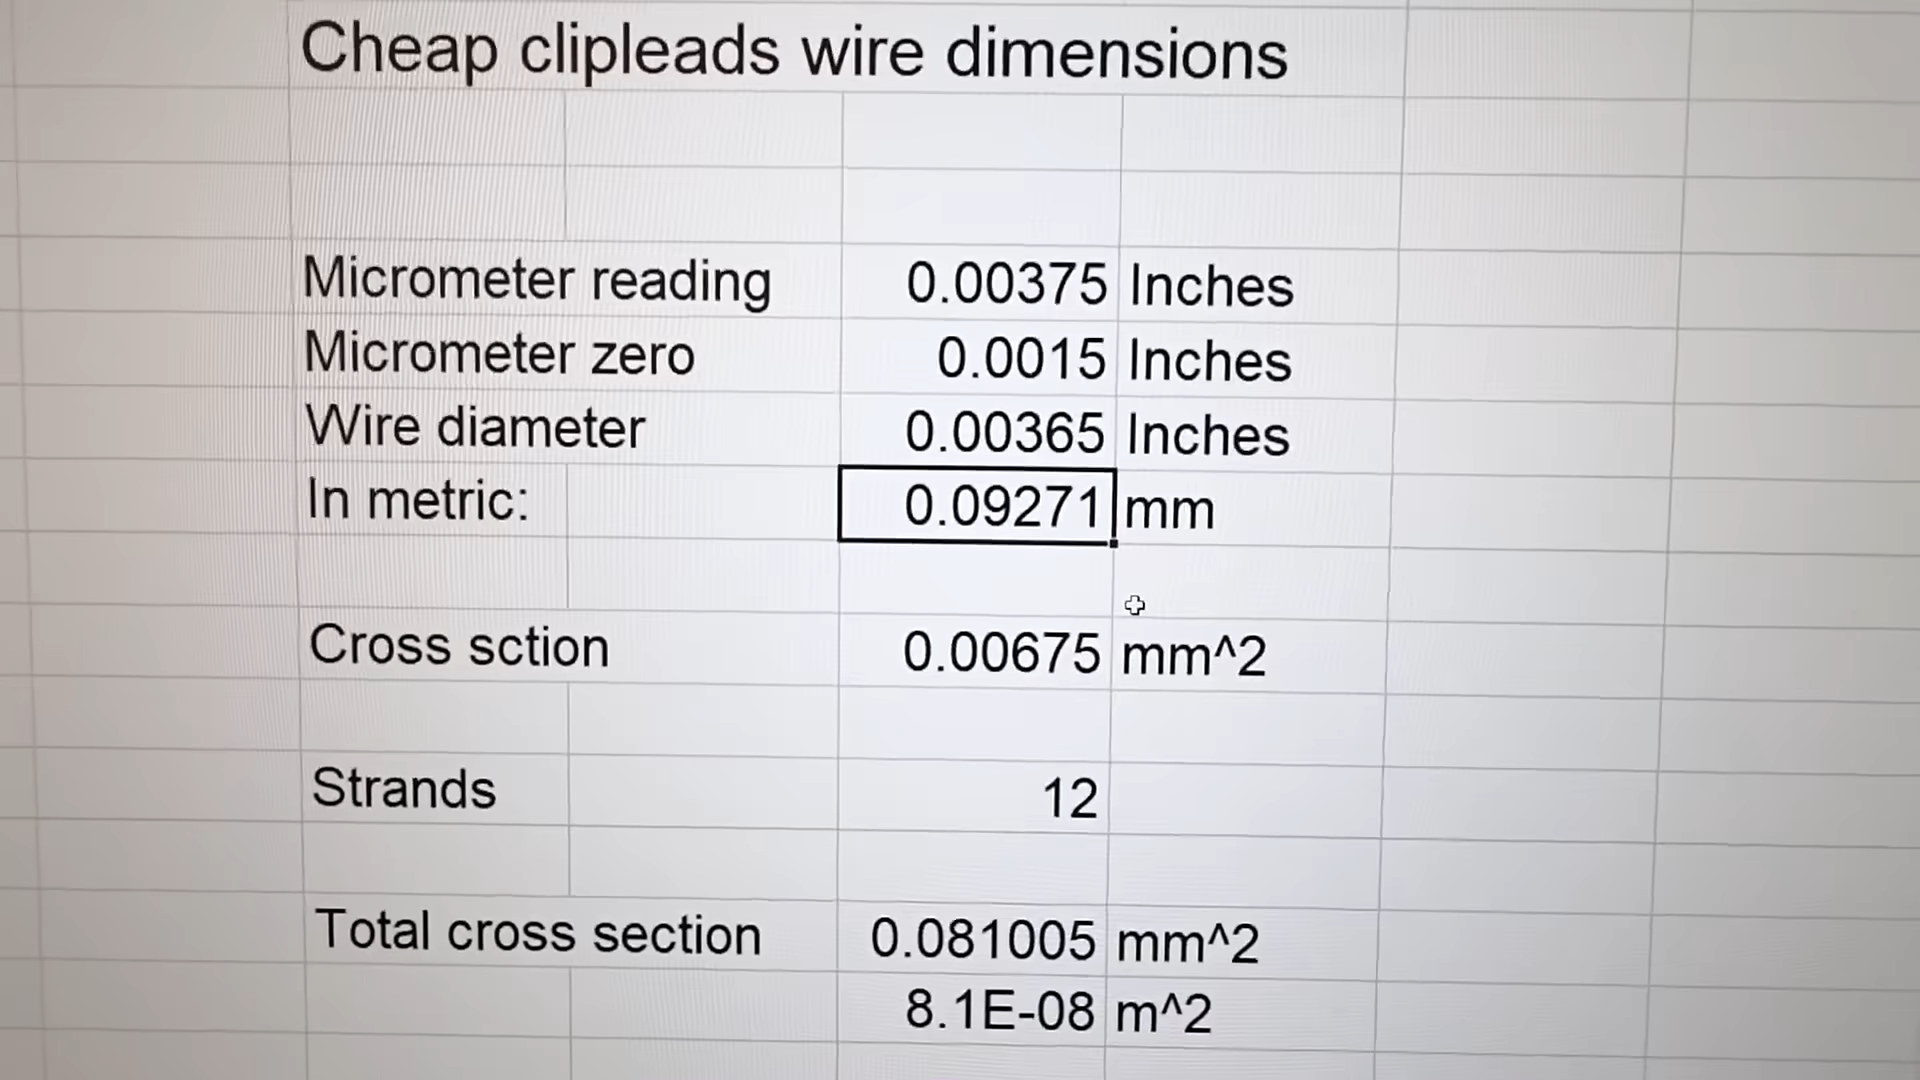 Cheap clipleads wire dimensions
Micrometer reading 0.00375 Inches
Micrometer zero 0.0015 Inches
Wire diameter 0.00365 Inches
In metric: 0.09271 mm
Cross sction 0.00675 mm^2
Strands 12
Total cross section 0.081005 mm^2
8.1E-08 m^2